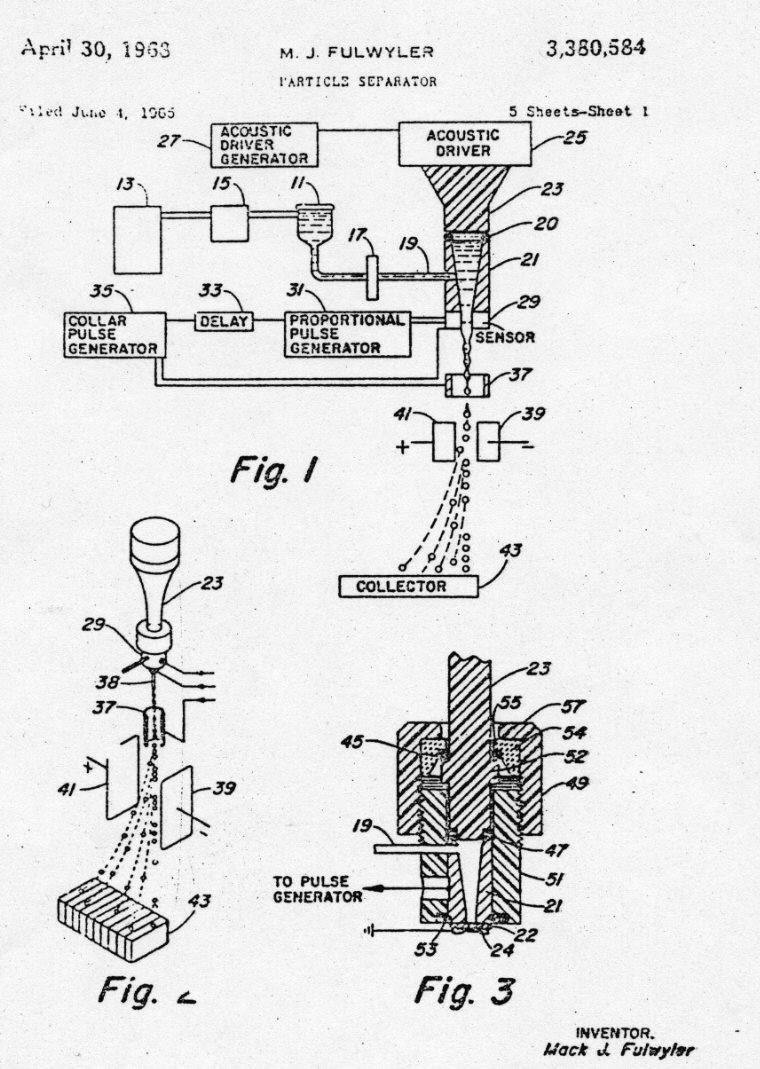 April 30, 1968
M. J. FULWYLER
3,380,584
PARTICLE SEPARATOR
Filed June 4, 1965
5 Sheets-Sheet 1
27
ACOUSTIC
DRIVER
GENERATOR
ACOUSTIC
DRIVER
25
13
15
11
23
17
19
20
21
35
33
31
29
COLLAR
PULSE
GENERATOR
DELAY
PROPORTIONAL
PULSE
GENERATOR
SENSOR
37
41
39
+
−
Fig. 1
43
COLLECTOR
23
29
38
37
+
41
39
−
43
Fig. 2
23
55
57
54
45
52
49
19
47
51
TO PULSE
GENERATOR
21
22
53
24
Fig. 3
INVENTOR.
Mack J. Fulwyler